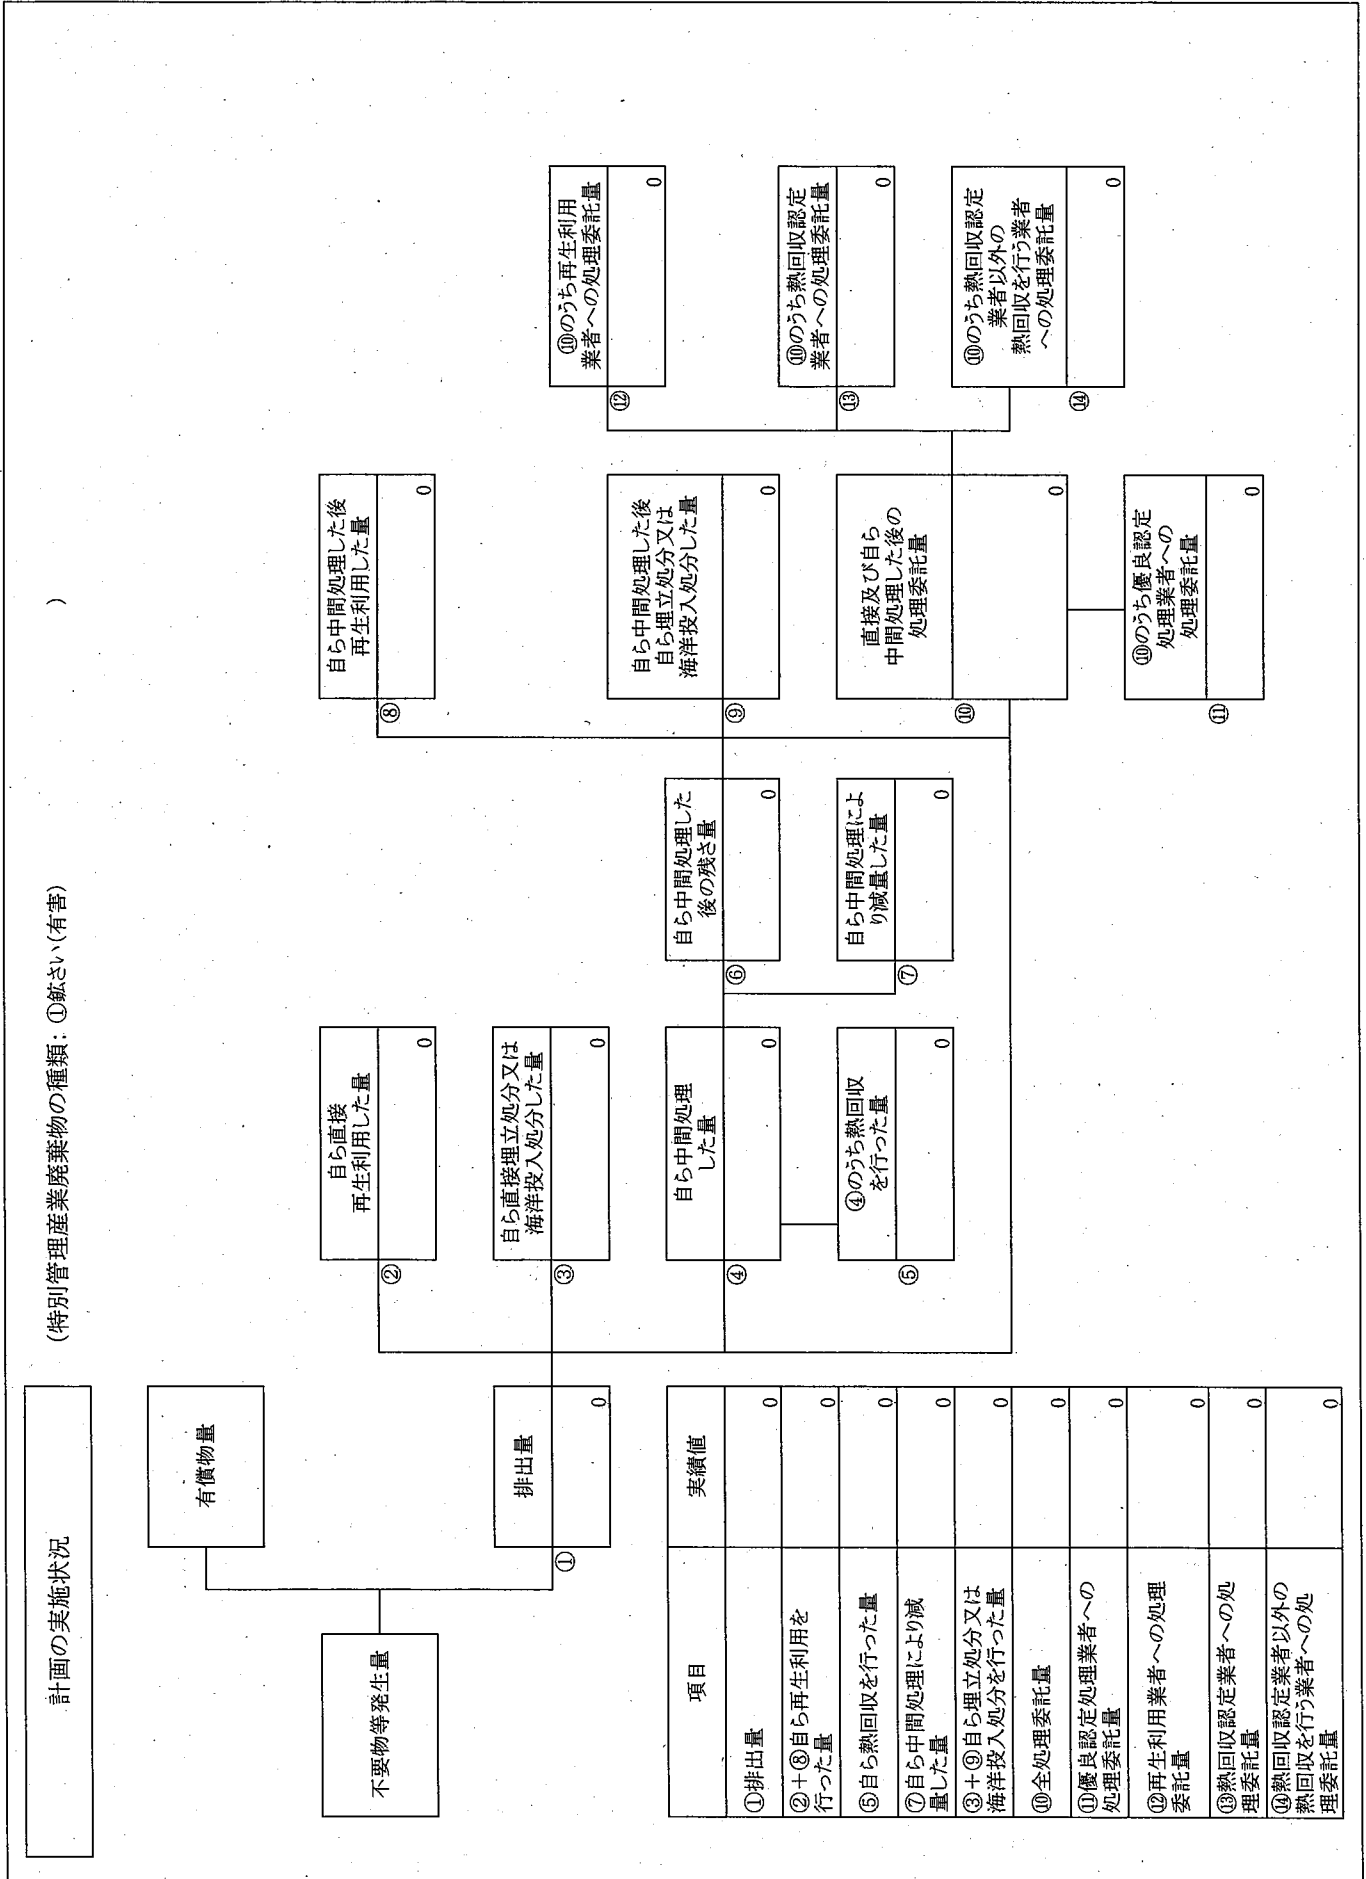 計画の実施状況
(特別管理産業廃棄物の種類: ①鉱さい(有害)
)
不要物等発生量
有償物量
①
排出量
0
②
自ら直接
再生利用した量
0
③
自ら直接埋立処分又は
海洋投入処分した量
0
④
自ら中間処理
した量
0
⑤
④のうち熱回収
を行った量
0
⑥
自ら中間処理した
後の残さ量
0
⑦
自ら中間処理によ
り減量した量
0
⑧
自ら中間処理した後
再生利用した量
0
⑨
自ら中間処理した後
自ら埋立処分又は
海洋投入処分した量
0
⑩
直接及び自ら
中間処理した後の
処理委託量
0
⑪
⑩のうち優良認定
処理業者への
処理委託量
0
⑫
⑩のうち再生利用
業者への処理委託量
0
⑬
⑩のうち熱回収認定
業者への処理委託量
0
⑭
⑩のうち熱回収認定
業者以外の
熱回収を行う業者
への処理委託量
0
項目 実績値
①排出量 0
②+⑧自ら再生利用を
行った量 0
⑤自ら熱回収を行った量 0
⑦自ら中間処理により減
量した量 0
③+⑨自ら埋立処分又は
海洋投入処分を行った量 0
⑩全処理委託量 0
⑪優良認定処理業者への
処理委託量 0
⑫再生利用業者への処理
委託量 0
⑬熱回収認定業者への処
理委託量 0
⑭熱回収認定業者以外の
熱回収を行う業者への処
理委託量 0